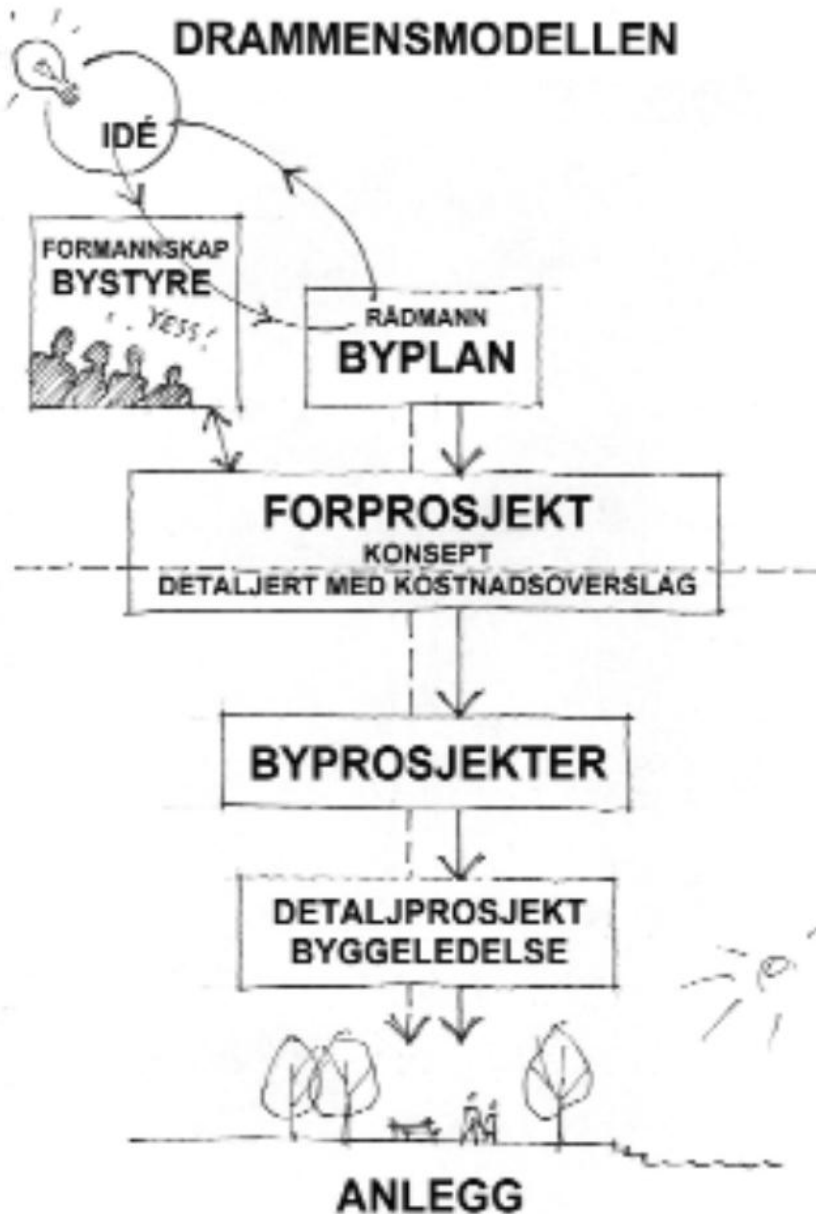 DRAMMENSMODELLEN
IDÉ
FORMANNSKAP
BYSTYRE
YESS!
RÅDMANN
BYPLAN
FORPROSJEKT
KONSEPT
DETALJERT MED KOSTNADSOVERSLAG
BYPROSJEKTER
DETALJPROSJEKT
BYGGELEDELSE
ANLEGG